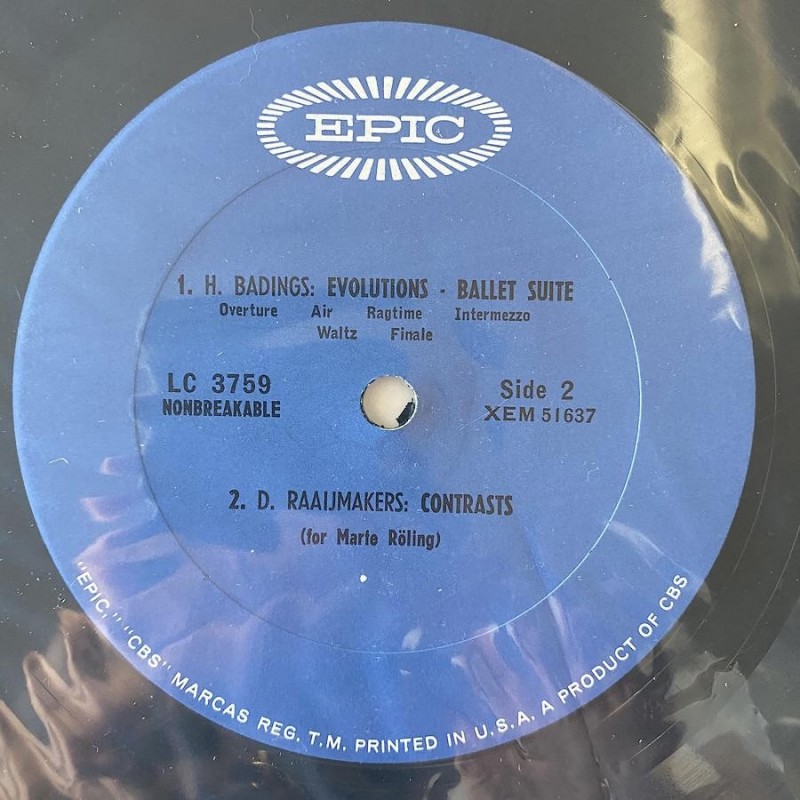 EPIC
1. H. BADINGS: EVOLUTIONS - BALLET SUITE
Overture Air Ragtime Intermezzo
Waltz Finale
LC 3759 Side 2
NONBREAKABLE XEM 51637
2. D. RAAIJMAKERS: CONTRASTS
(for Marte Röling)
"EPIC," "CBS" MARCAS REG. T.M. PRINTED IN U.S.A. A PRODUCT OF CBS